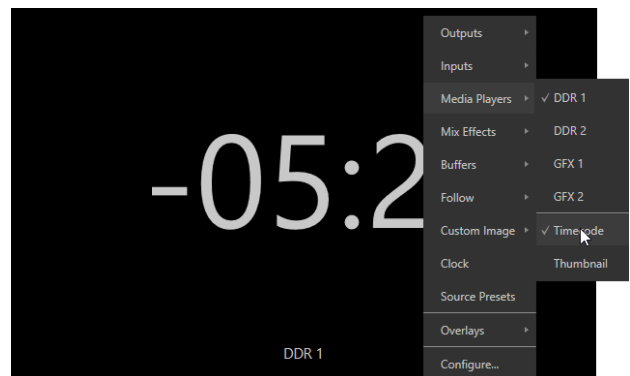 -05:2
DDR 1
Outputs
Inputs
Media Players
Mix Effects
Buffers
Follow
Custom Image
Clock
Source Presets
Overlays
Configure...
✓ DDR 1
DDR 2
GFX 1
GFX 2
✓ Timecode
Thumbnail